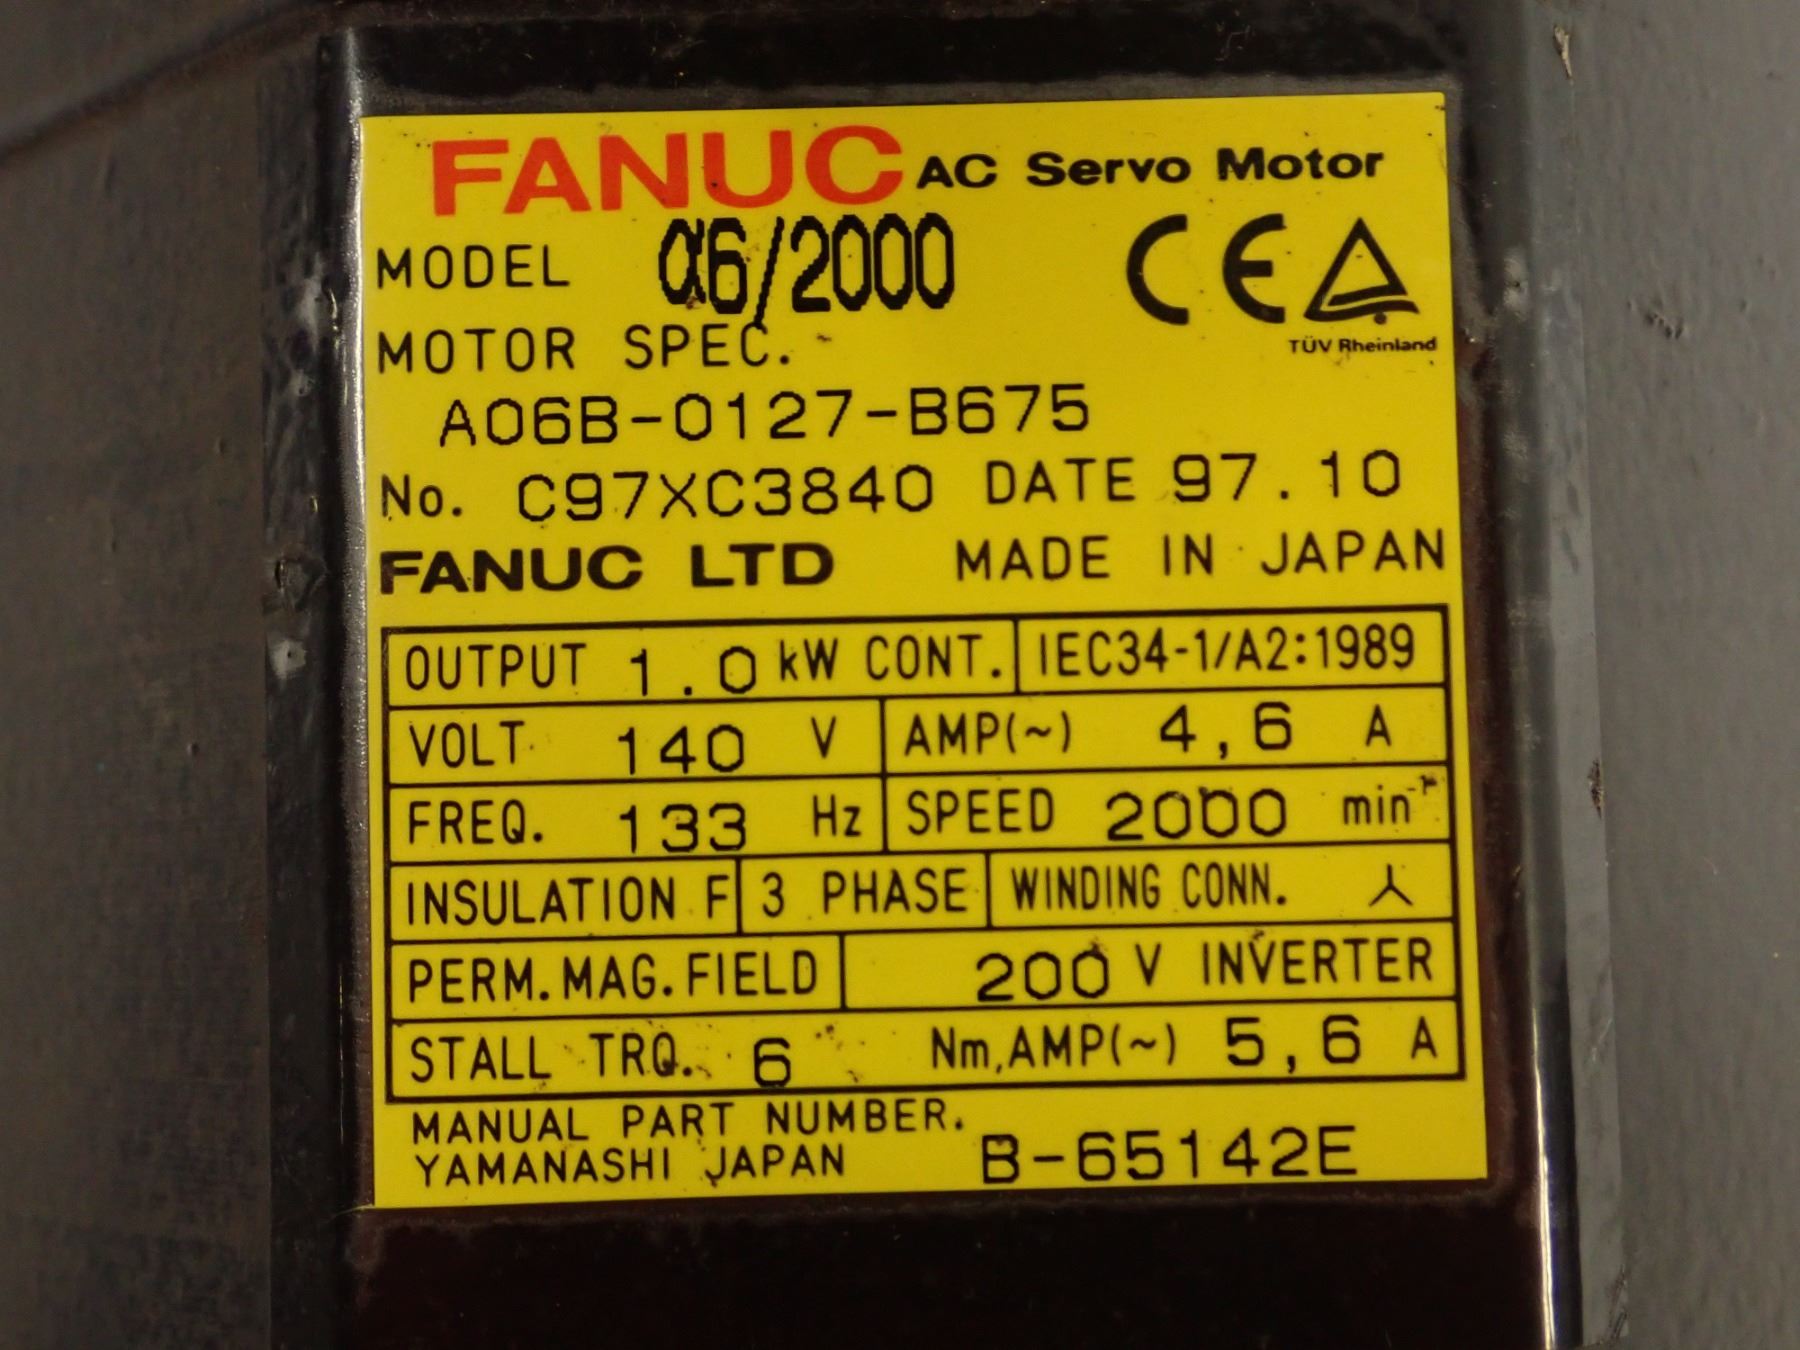 FANUC AC Servo Motor
MODEL α6/2000
CE
TÜV Rheinland
MOTOR SPEC.
A06B-0127-B675
No. C97XC3840 DATE 97.10
FANUC LTD MADE IN JAPAN
OUTPUT 1.0 kW CONT. IEC34-1/A2:1989
VOLT 140 V AMP(~) 4,6 A
FREQ. 133 Hz SPEED 2000 min⁻¹
INSULATION F 3 PHASE WINDING CONN. ⅄
PERM.MAG.FIELD 200 V INVERTER
STALL TRQ. 6 Nm,AMP(~) 5,6 A
MANUAL PART NUMBER.
YAMANASHI JAPAN B-65142E